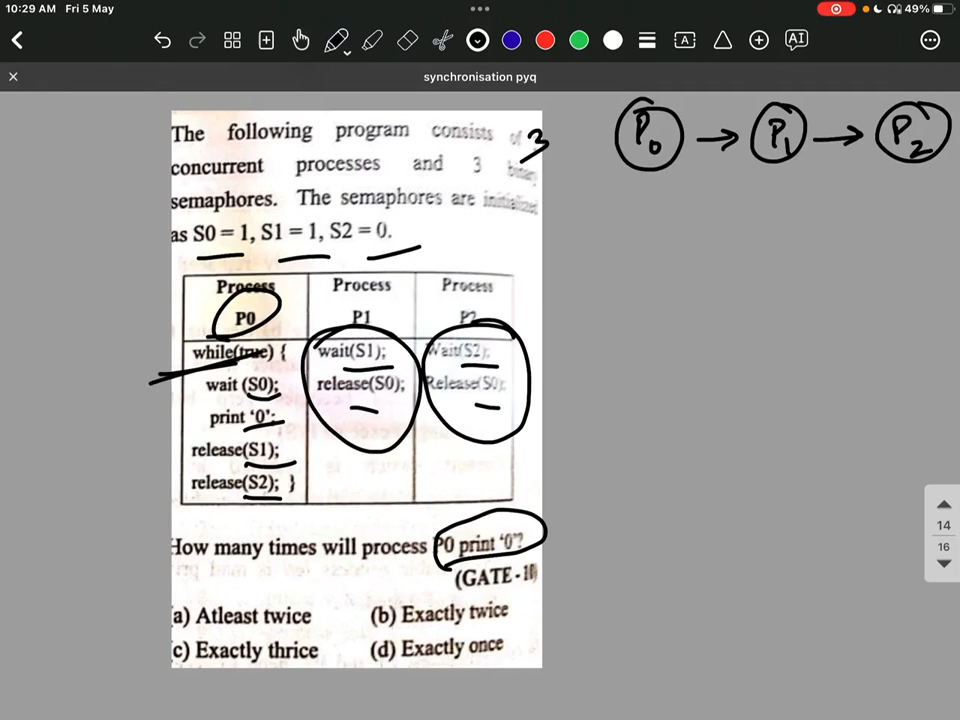 10:29 AM Fri 5 May
49%
A
AI
synchronisation pyq
The following program consists of 3
concurrent processes and 3 binary
semaphores. The semaphores are initialized
as S0 = 1, S1 = 1, S2 = 0.
Process Process Process
P0 P1 P2
while(true) { wait(S1); Wait(S2);
wait (S0); release(S0); Release(S0);
print '0';
release(S1);
release(S2); }
How many times will process P0 print '0'?
(GATE - 10)
(a) Atleast twice (b) Exactly twice
(c) Exactly thrice (d) Exactly once
P0 → P1 → P2
14
16